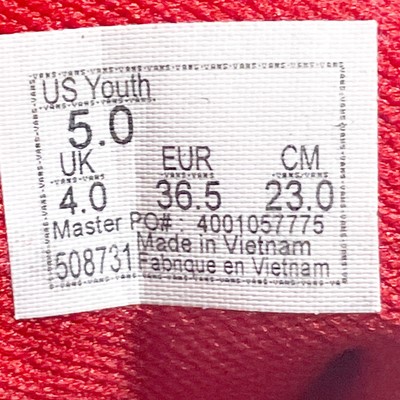 US Youth
5.0
UK EUR CM
4.0 36.5 23.0
Master PO#. 4001057775
Made in Vietnam
508731 Fabrique en Vietnam